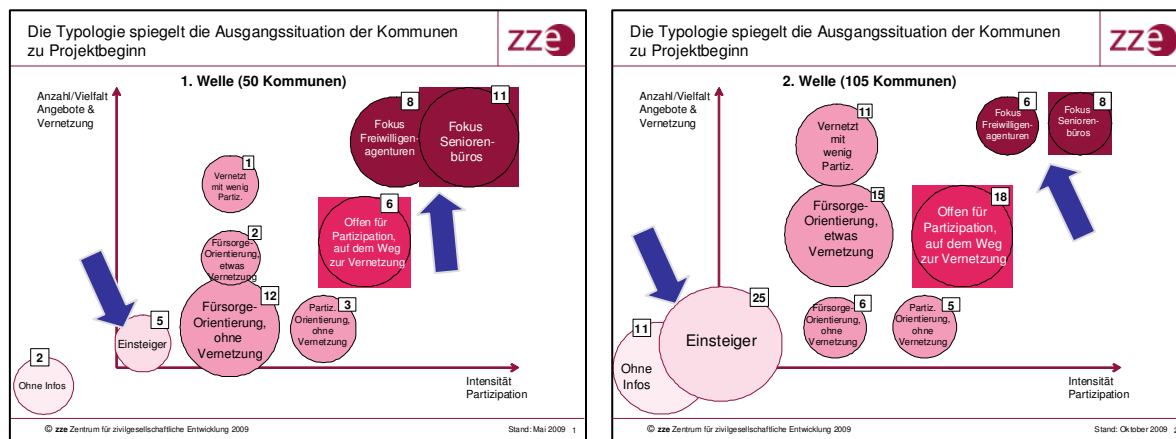 Die Typologie spiegelt die Ausgangssituation der Kommunen
zu Projektbeginn
zze
1. Welle (50 Kommunen)
Anzahl/Vielfalt
Angebote &
Vernetzung
8
Fokus
Freiwilligen-
agenturen
11
Fokus
Senioren-
büros
1
Vernetzt
mit wenig
Partiz.
6
Offen für
Partizipation,
auf dem Weg
zur Vernetzung
2
Fürsorge-
Orientierung,
etwas
Vernetzung
12
Fürsorge-
Orientierung,
ohne
Vernetzung
3
Partiz.
Orientierung,
ohne
Vernetzung
5
Einsteiger
2
Ohne Infos
Intensität
Partizipation
© zze Zentrum für zivilgesellschaftliche Entwicklung 2009
Stand: Mai 2009 1
Die Typologie spiegelt die Ausgangssituation der Kommunen
zu Projektbeginn
zze
2. Welle (105 Kommunen)
Anzahl/Vielfalt
Angebote &
Vernetzung
11
Vernetzt
mit
wenig
Partiz.
6
Fokus
Freiwilligen-
agenturen
8
Fokus
Senioren-
büros
15
Fürsorge-
Orientierung,
etwas
Vernetzung
18
Offen für
Partizipation,
auf dem Weg
zur Vernetzung
6
Fürsorge-
Orientierung,
ohne
Vernetzung
5
Partiz.
Orientierung,
ohne
Vernetzung
25
Einsteiger
11
Ohne
Infos
Intensität
Partizipation
© zze Zentrum für zivilgesellschaftliche Entwicklung 2009
Stand: Oktober 2009 2